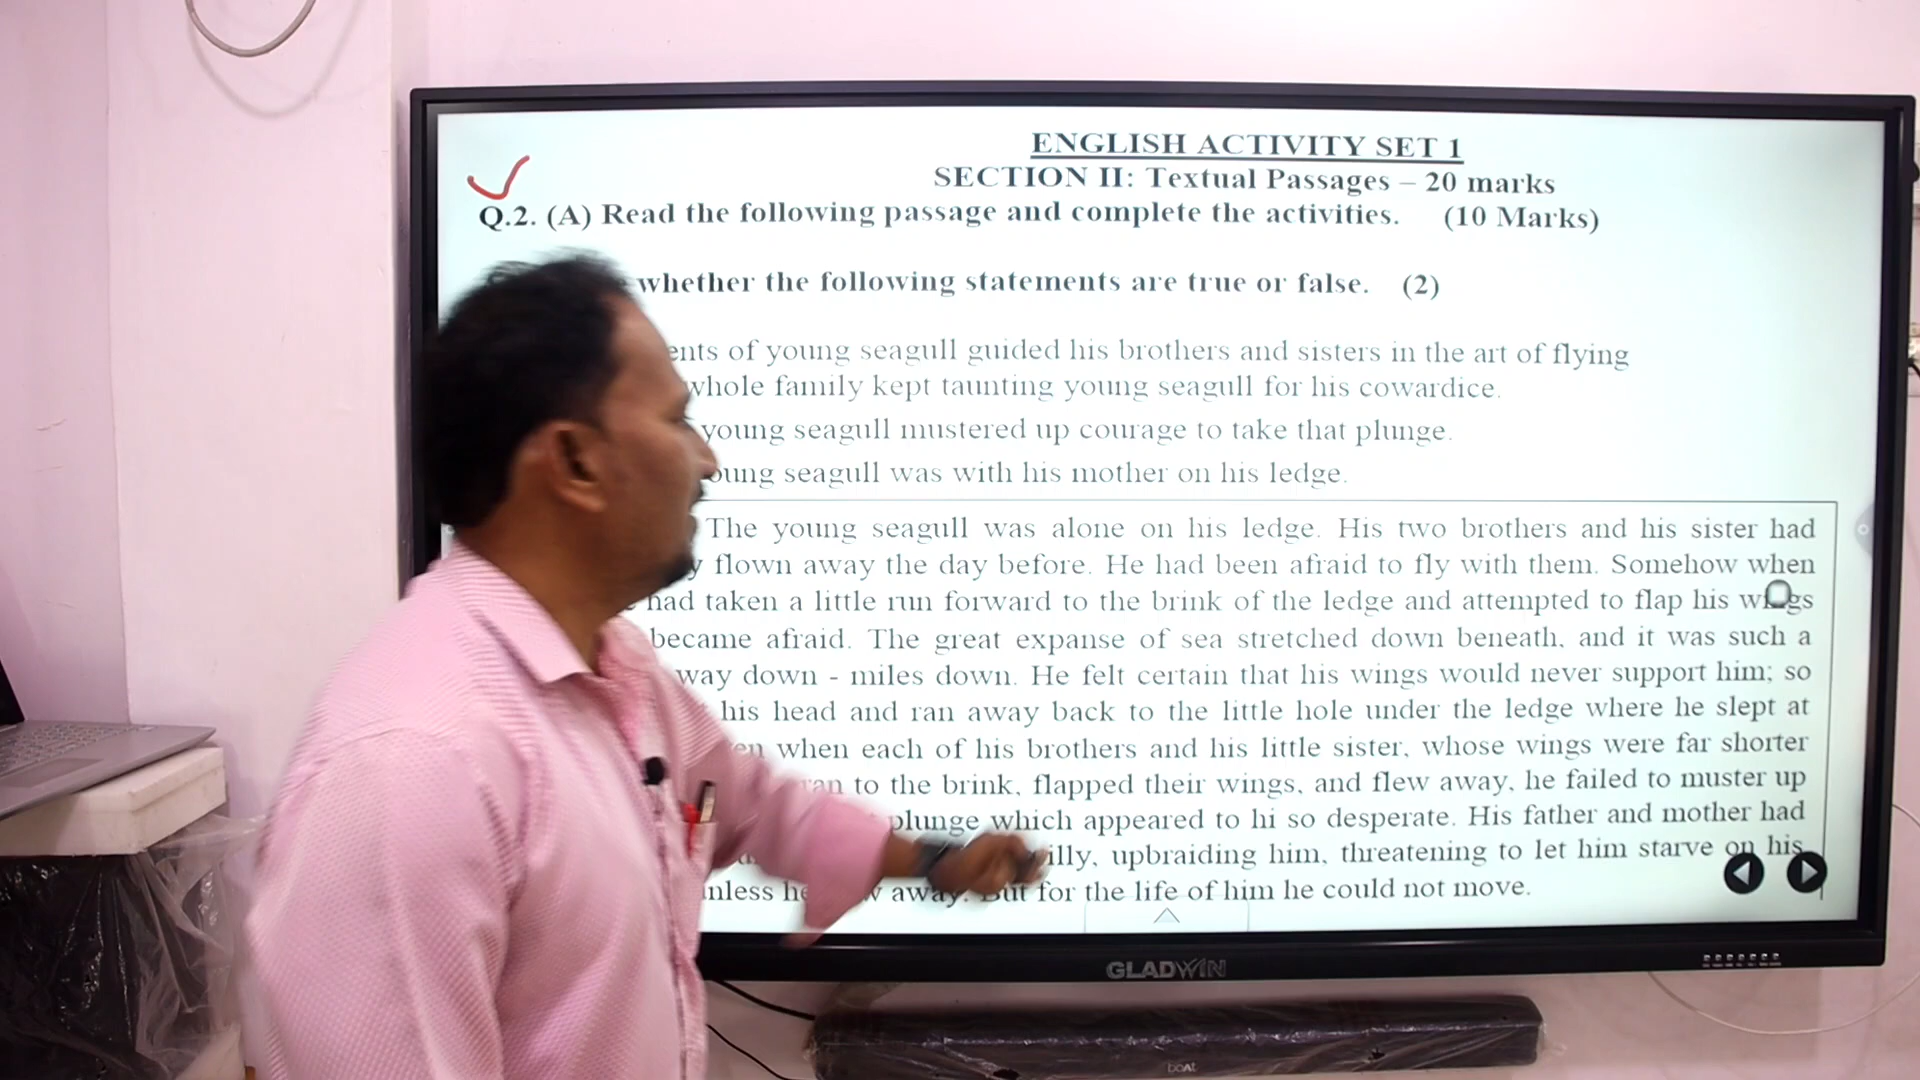 ENGLISH ACTIVITY SET 1
SECTION II: Textual Passages – 20 marks
Q.2. (A) Read the following passage and complete the activities. (10 Marks)
whether the following statements are true or false. (2)
of young seagull guided his brothers and sisters in the art of flying
whole family kept taunting young seagull for his cowardice.
young seagull mustered up courage to take that plunge.
seagull was with his mother on his ledge.
The young seagull was alone on his ledge. His two brothers and his sister had
flown away the day before. He had been afraid to fly with them. Somehow when
had taken a little run forward to the brink of the ledge and attempted to flap his wings
became afraid. The great expanse of sea stretched down beneath, and it was such a
way down - miles down. He felt certain that his wings would never support him; so
his head and ran away back to the little hole under the ledge where he slept at
when each of his brothers and his little sister, whose wings were far shorter
ran to the brink, flapped their wings, and flew away, he failed to muster up
plunge which appeared to hi so desperate. His father and mother had
upbraiding him, threatening to let him starve on his
away. But for the life of him he could not move.
GLADWIN
boAt